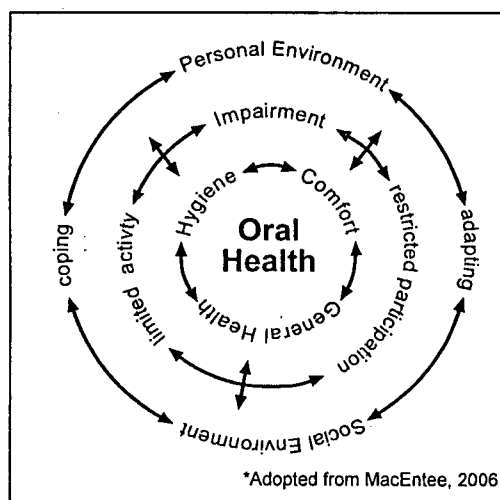 Personal Environment
adapting
Social Environment
coping
Impairment
restricted participation
limited activty
Hygiene
Comfort
General Health
Oral
Health
*Adopted from MacEntee, 2006